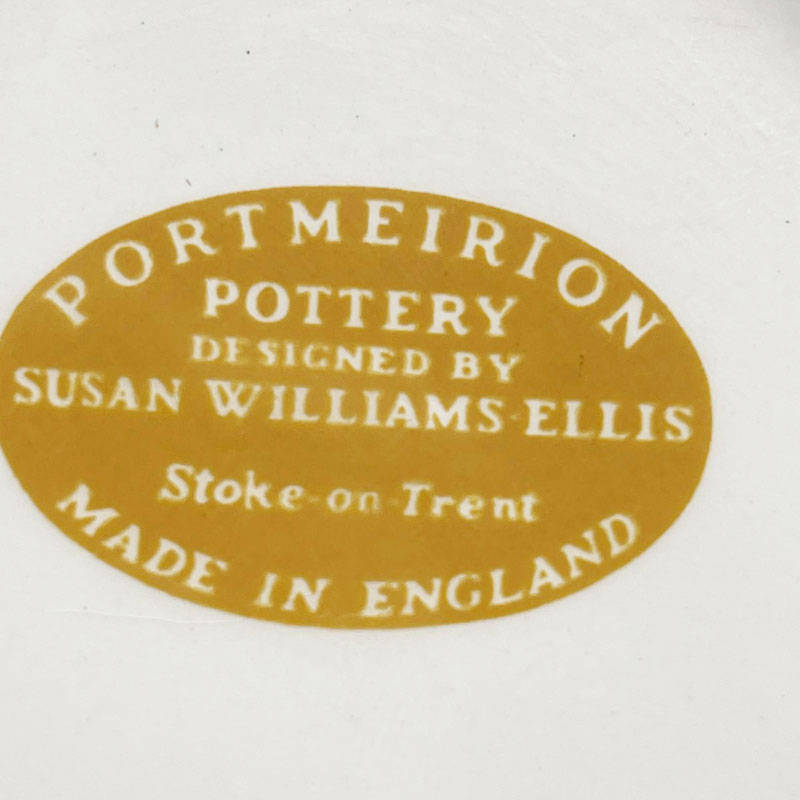 PORTMEIRION
POTTERY
DESIGNED BY
SUSAN WILLIAMS-ELLIS
Stoke-on-Trent
MADE IN ENGLAND